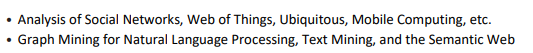 • Analysis of Social Networks, Web of Things, Ubiquitous, Mobile Computing, etc.
• Graph Mining for Natural Language Processing, Text Mining, and the Semantic Web